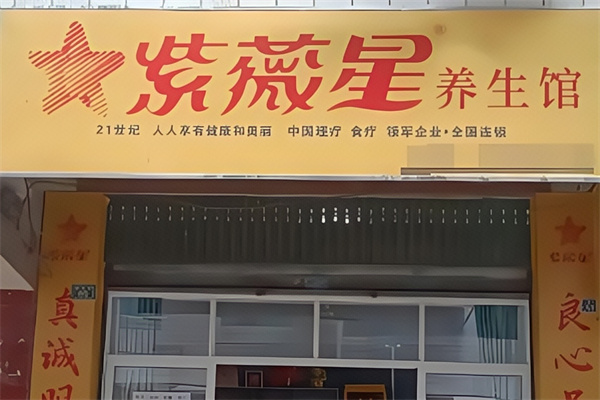 紫薇星养生馆
21世纪 人人享有健康和美丽 中国理疗 食疗 领军企业·全国连锁
紫薇星
真诚
良心